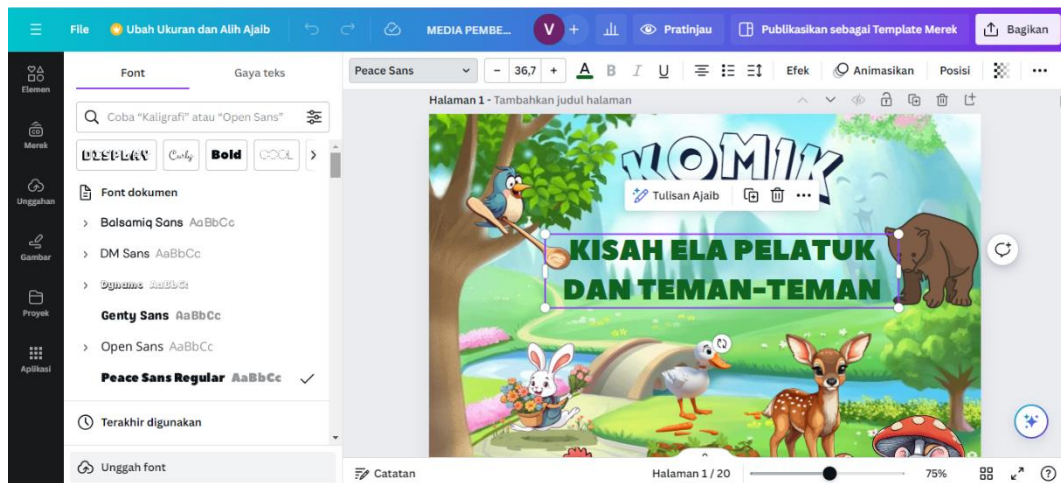 File
Ubah Ukuran dan Alih Ajaib
MEDIA PEMBE...
V
+
Pratinjau
Publikasikan sebagai Template Merek
Bagikan
Elemen
Merek
Unggahan
Gambar
Proyek
Aplikasi
Font
Gaya teks
Coba "Kaligrafi" atau "Open Sans"
DISPLAY
Curly
Bold
COOL
Font dokumen
Balsamiq Sans AaBbCc
DM Sans AaBbCc
Dynamo AaBbCc
Genty Sans AaBbCc
Open Sans AaBbCc
Peace Sans Regular AaBbCc
Terakhir digunakan
Unggah font
Peace Sans
- 36,7 +
A B I U
Efek
Animasikan
Posisi
Halaman 1 - Tambahkan judul halaman
KOMIK
Tulisan Ajaib
KISAH ELA PELATUK
DAN TEMAN-TEMAN
Catatan
Halaman 1 / 20
75%